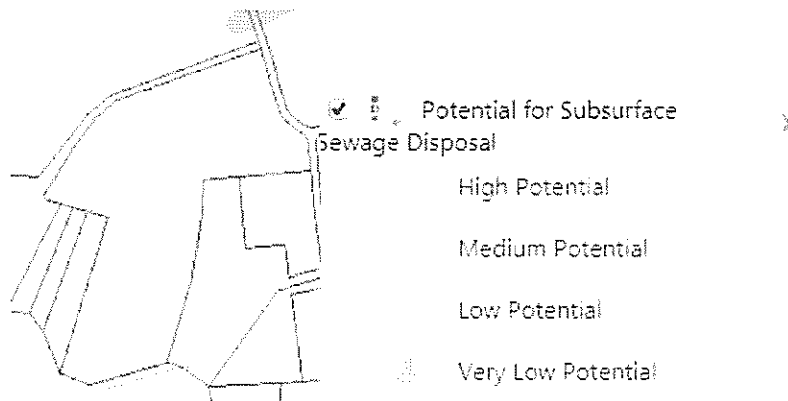 Potential for Subsurface
Sewage Disposal
High Potential
Medium Potential
Low Potential
Very Low Potential